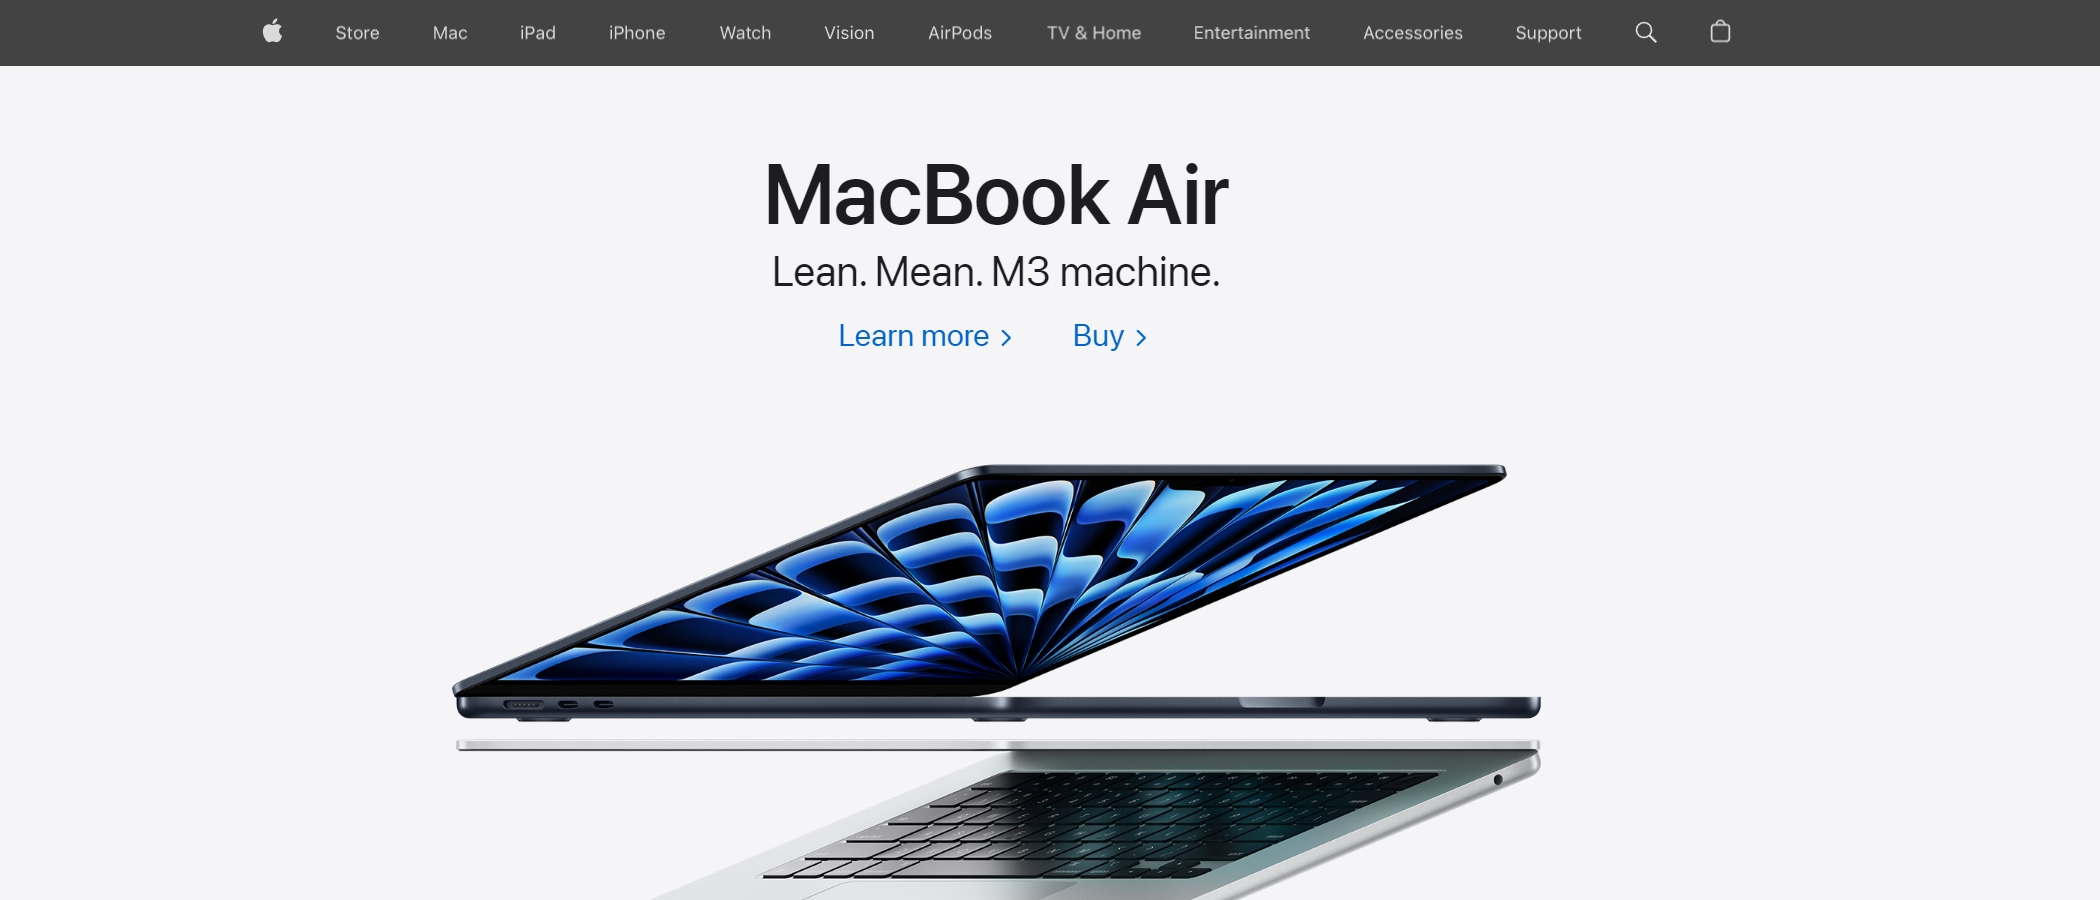 Store Mac iPad iPhone Watch Vision AirPods TV & Home Entertainment Accessories Support
MacBook Air
Lean. Mean. M3 machine.
Learn more > Buy >